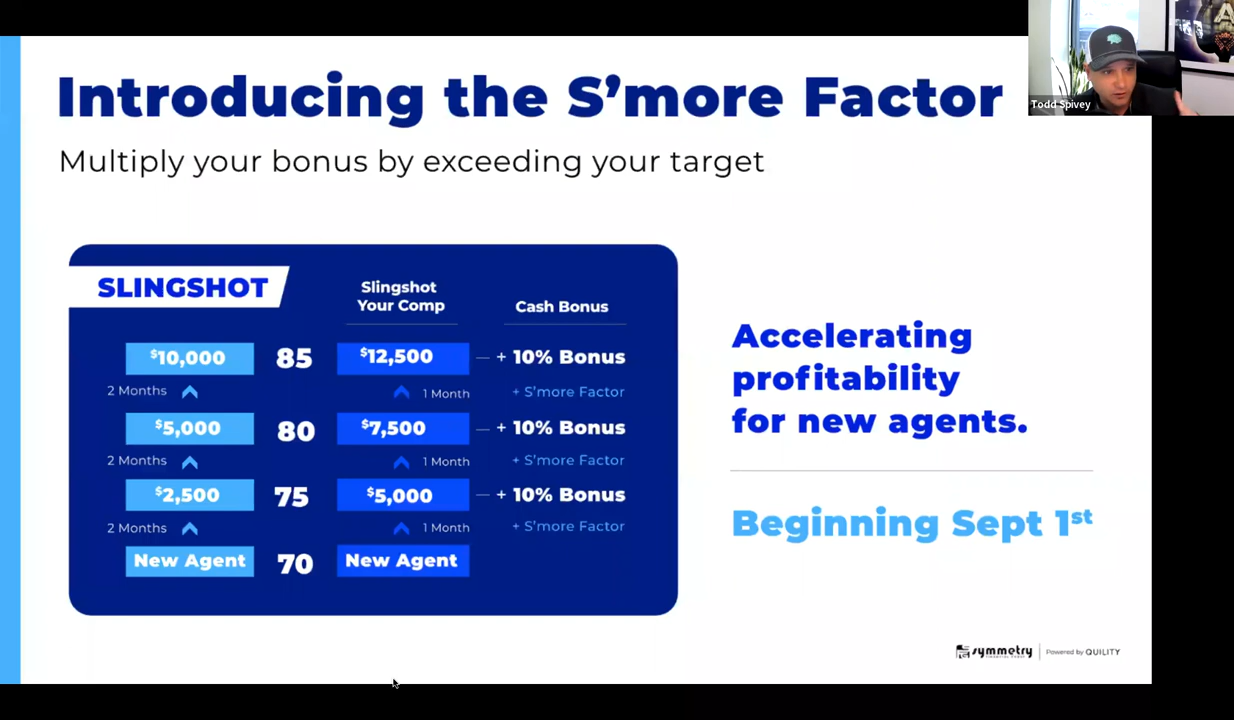 Introducing the S'more Factor
Todd Spivey
Multiply your bonus by exceeding your target
SLINGSHOT
Slingshot
Your Comp
Cash Bonus
$10,000 85 $12,500 — + 10% Bonus
2 Months 1 Month + S'more Factor
$5,000 80 $7,500 — + 10% Bonus
2 Months 1 Month + S'more Factor
$2,500 75 $5,000 — + 10% Bonus
2 Months 1 Month + S'more Factor
New Agent 70 New Agent
Accelerating
profitability
for new agents.
Beginning Sept 1st
symmetry
Powered by QUILITY